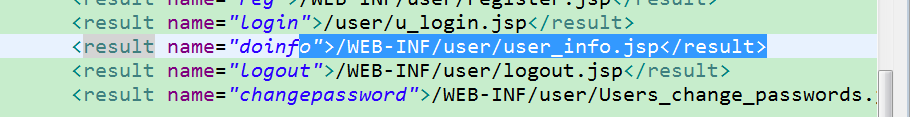 <result name="reg">/WEB-INF/user/register.jsp</result>
<result name="login">/user/u_login.jsp</result>
<result name="doinfo">/WEB-INF/user/user_info.jsp</result>
<result name="logout">/WEB-INF/user/logout.jsp</result>
<result name="changepassword">/WEB-INF/user/Users_change_passwords.